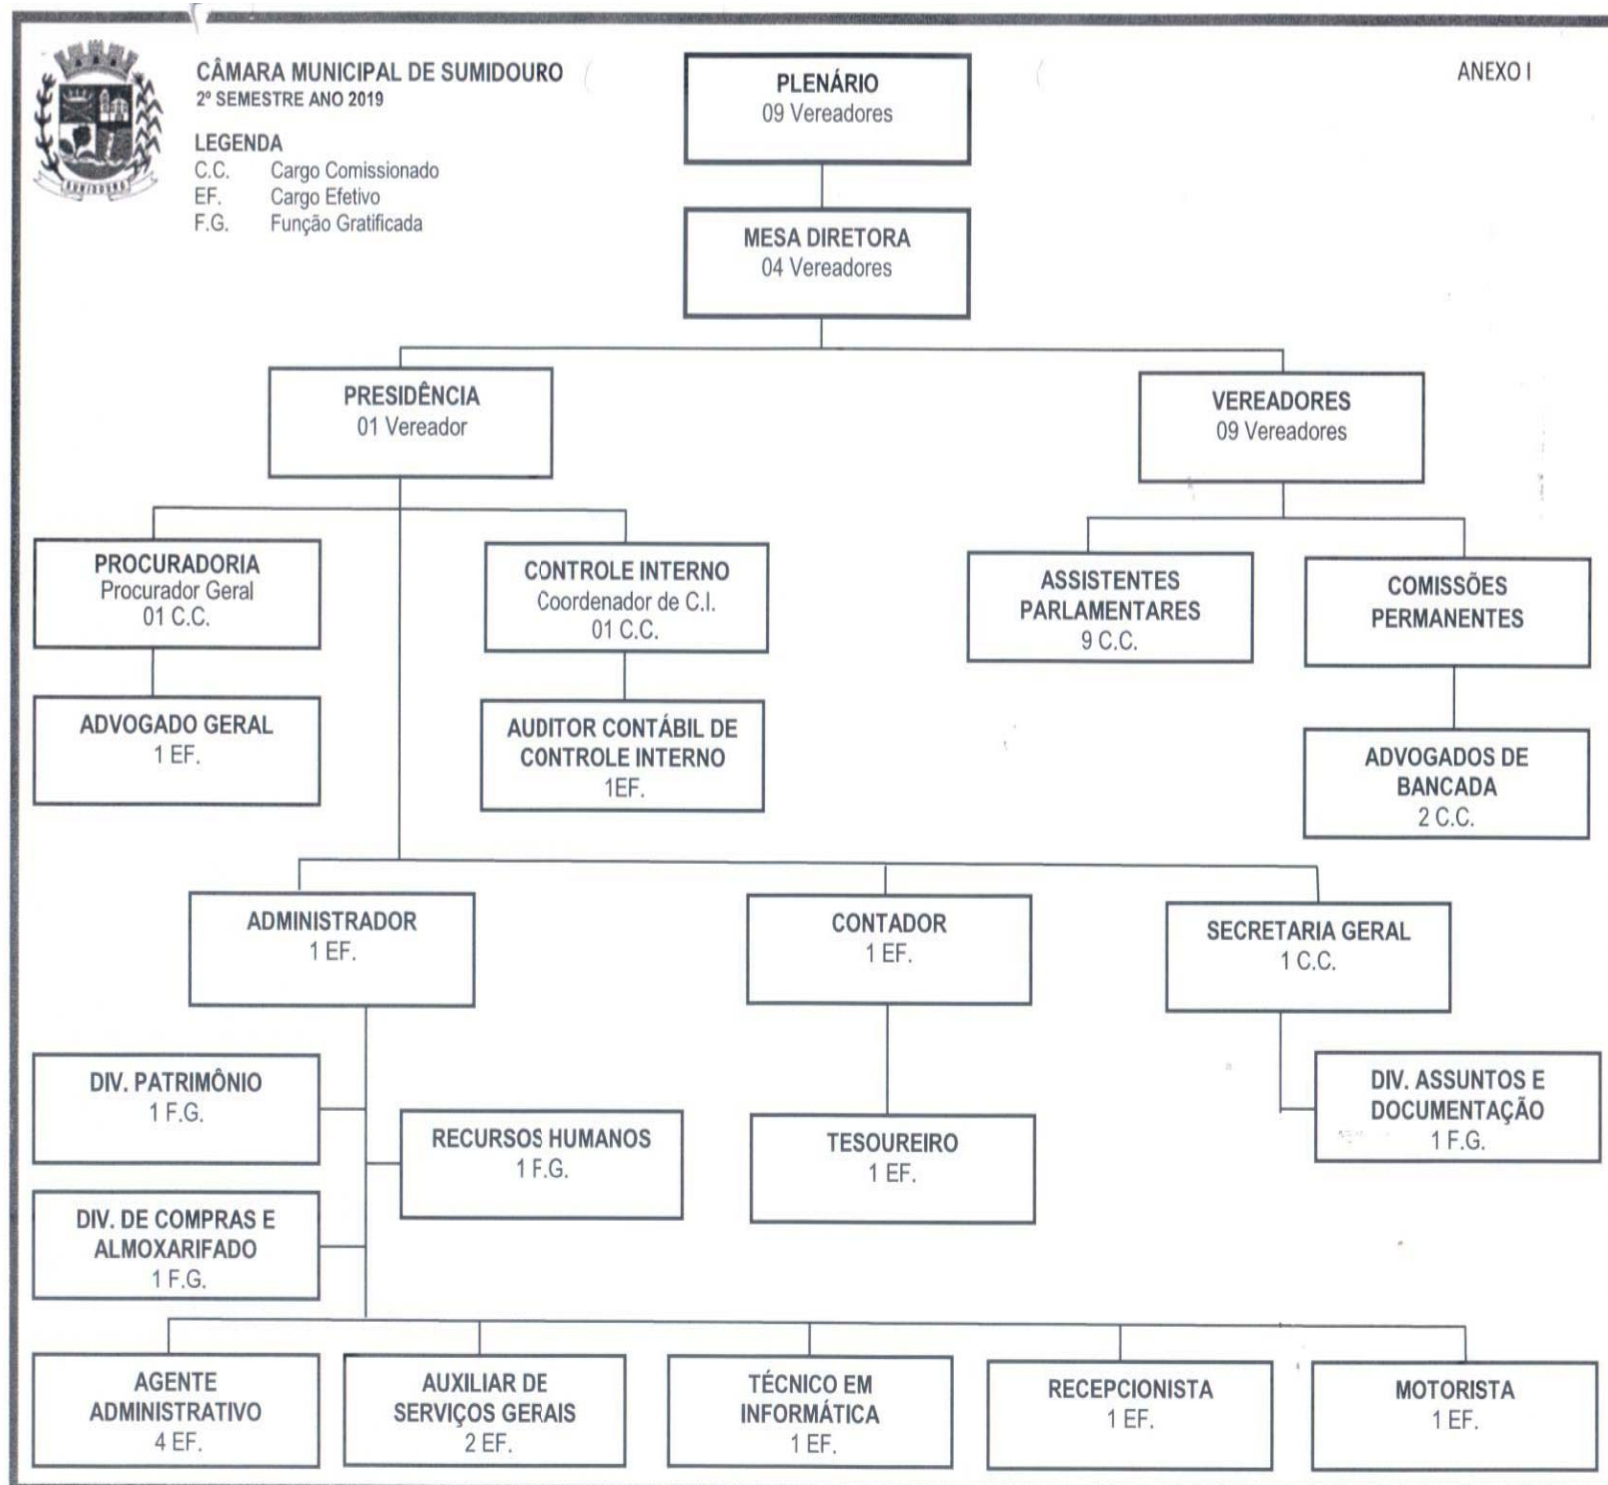 SUMIDOURO
CÂMARA MUNICIPAL DE SUMIDOURO
2º SEMESTRE ANO 2019
LEGENDA
C.C. Cargo Comissionado
EF. Cargo Efetivo
F.G. Função Gratificada
ANEXO I
PLENÁRIO
09 Vereadores
MESA DIRETORA
04 Vereadores
PRESIDÊNCIA
01 Vereador
VEREADORES
09 Vereadores
PROCURADORIA
Procurador Geral
01 C.C.
CONTROLE INTERNO
Coordenador de C.I.
01 C.C.
ASSISTENTES
PARLAMENTARES
9 C.C.
COMISSÕES
PERMANENTES
ADVOGADO GERAL
1 EF.
AUDITOR CONTÁBIL DE
CONTROLE INTERNO
1EF.
ADVOGADOS DE
BANCADA
2 C.C.
ADMINISTRADOR
1 EF.
CONTADOR
1 EF.
SECRETARIA GERAL
1 C.C.
DIV. PATRIMÔNIO
1 F.G.
RECURSOS HUMANOS
1 F.G.
TESOUREIRO
1 EF.
DIV. ASSUNTOS E
DOCUMENTAÇÃO
1 F.G.
DIV. DE COMPRAS E
ALMOXARIFADO
1 F.G.
AGENTE
ADMINISTRATIVO
4 EF.
AUXILIAR DE
SERVIÇOS GERAIS
2 EF.
TÉCNICO EM
INFORMÁTICA
1 EF.
RECEPCIONISTA
1 EF.
MOTORISTA
1 EF.